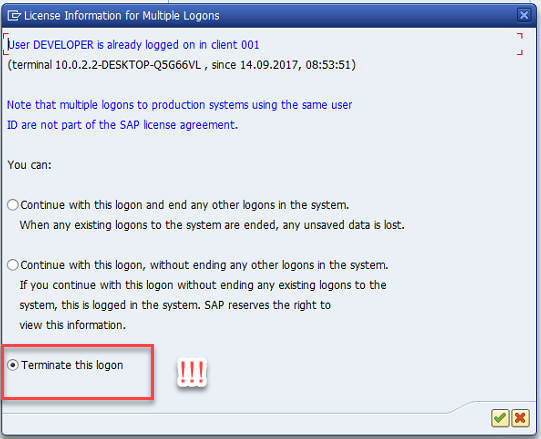 License Information for Multiple Logons
User DEVELOPER is already logged on in client 001
(terminal 10.0.2.2-DESKTOP-Q5G66VL , since 14.09.2017, 08:53:51)
Note that multiple logons to production systems using the same user
ID are not part of the SAP license agreement.
You can:
Continue with this logon and end any other logons in the system.
When any existing logons to the system are ended, any unsaved data is lost.
Continue with this logon, without ending any other logons in the system.
If you continue with this logon without ending any existing logons to the
system, this is logged in the system. SAP reserves the right to
view this information.
Terminate this logon
!!!